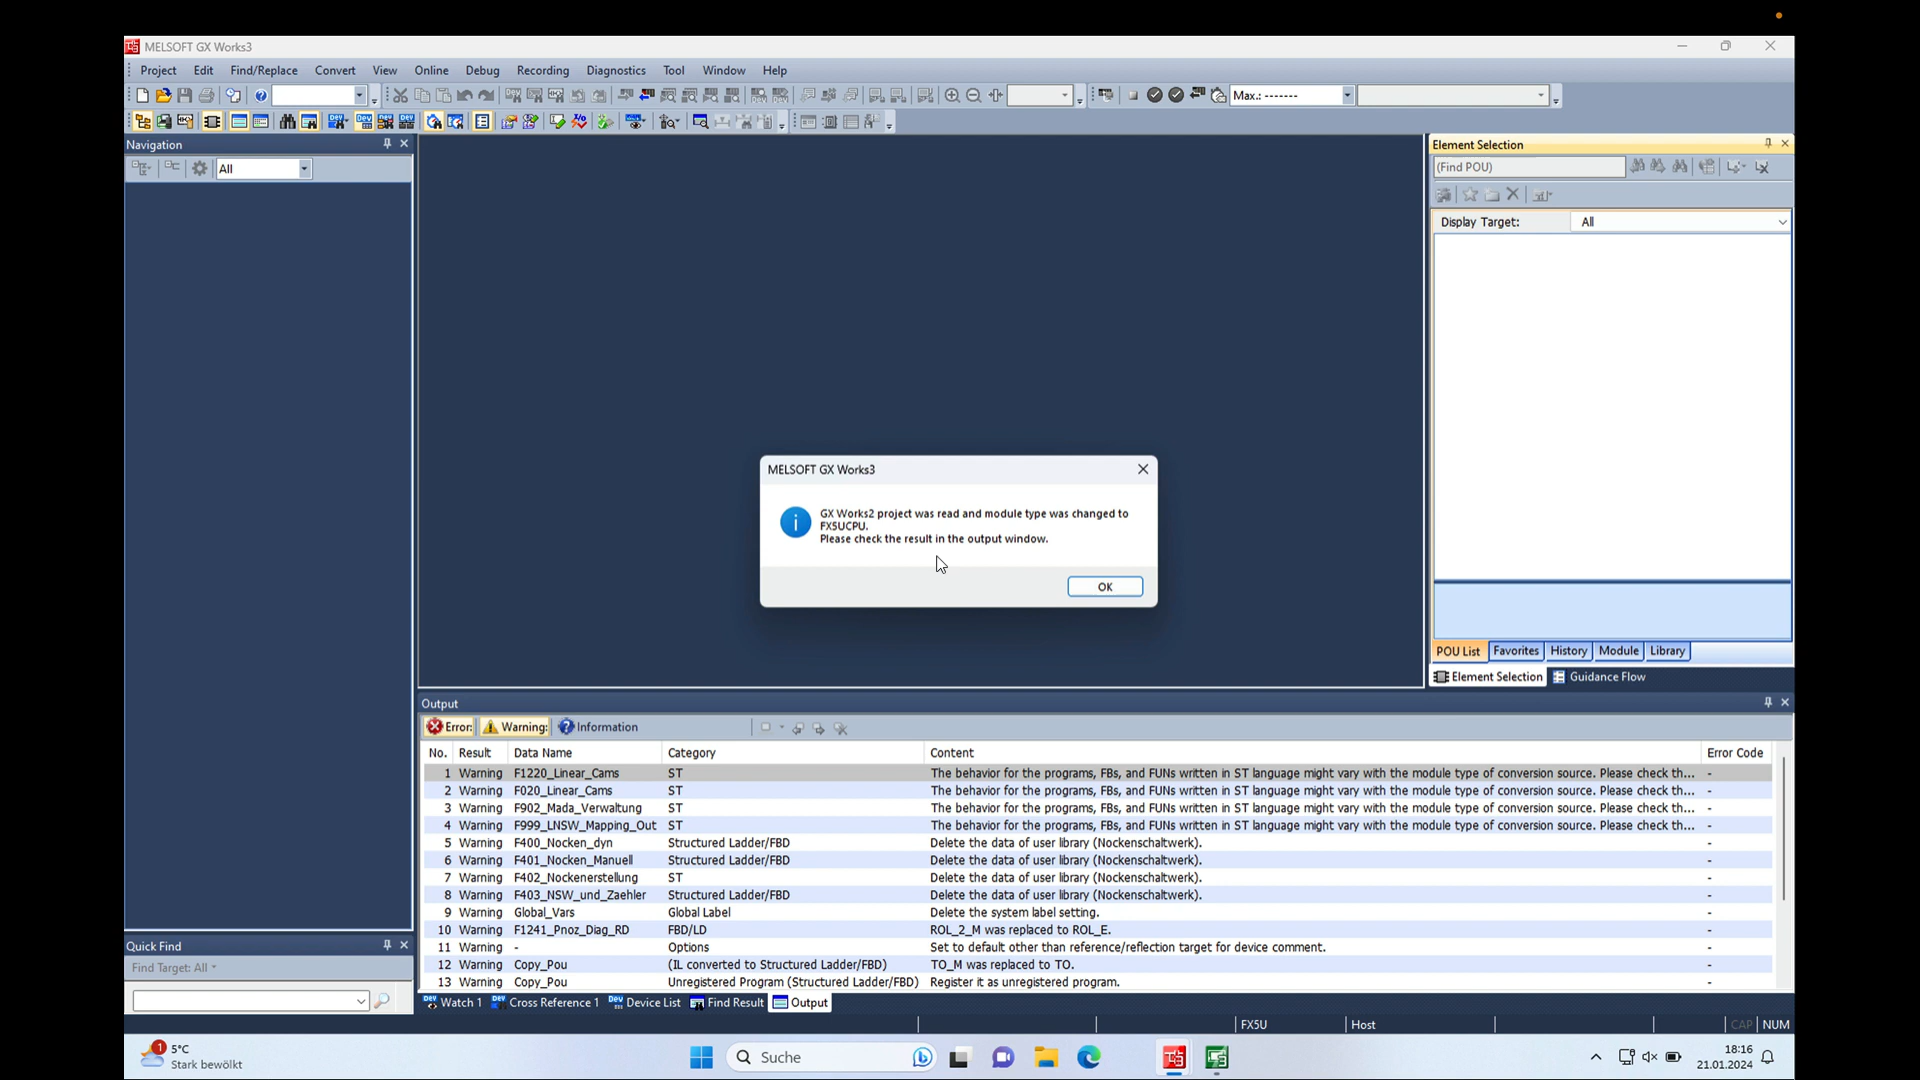 MELSOFT GX Works3
Project Edit Find/Replace Convert View Online Debug Recording Diagnostics Tool Window Help
Max.: -------
Navigation
All
Element Selection
(Find POU)
Display Target: All
MELSOFT GX Works3
GX Works2 project was read and module type was changed to
FX5UCPU.
Please check the result in the output window.
OK
POU List Favorites History Module Library
Element Selection Guidance Flow
Output
Error: Warning: Information
No. Result Data Name Category Content Error Code
1 Warning F1220_Linear_Cams ST The behavior for the programs, FBs, and FUNs written in ST language might vary with the module type of conversion source. Please check th... -
2 Warning F020_Linear_Cams ST The behavior for the programs, FBs, and FUNs written in ST language might vary with the module type of conversion source. Please check th... -
3 Warning F902_Mada_Verwaltung ST The behavior for the programs, FBs, and FUNs written in ST language might vary with the module type of conversion source. Please check th... -
4 Warning F999_LNSW_Mapping_Out ST The behavior for the programs, FBs, and FUNs written in ST language might vary with the module type of conversion source. Please check th... -
5 Warning F400_Nocken_dyn Structured Ladder/FBD Delete the data of user library (Nockenschaltwerk). -
6 Warning F401_Nocken_Manuell Structured Ladder/FBD Delete the data of user library (Nockenschaltwerk). -
7 Warning F402_Nockenerstellung ST Delete the data of user library (Nockenschaltwerk). -
8 Warning F403_NSW_und_Zaehler Structured Ladder/FBD Delete the data of user library (Nockenschaltwerk). -
9 Warning Global_Vars Global Label Delete the system label setting. -
10 Warning F1241_Pnoz_Diag_RD FBD/LD ROL_2_M was replaced to ROL_E. -
11 Warning - Options Set to default other than reference/reflection target for device comment. -
12 Warning Copy_Pou (IL converted to Structured Ladder/FBD) TO_M was replaced to TO. -
13 Warning Copy_Pou Unregistered Program (Structured Ladder/FBD) Register it as unregistered program. -
Quick Find
Find Target: All
Watch 1 Cross Reference 1 Device List Find Result Output
FX5U Host CAP NUM
1
5°C
Stark bewölkt
Suche
18:16
21.01.2024